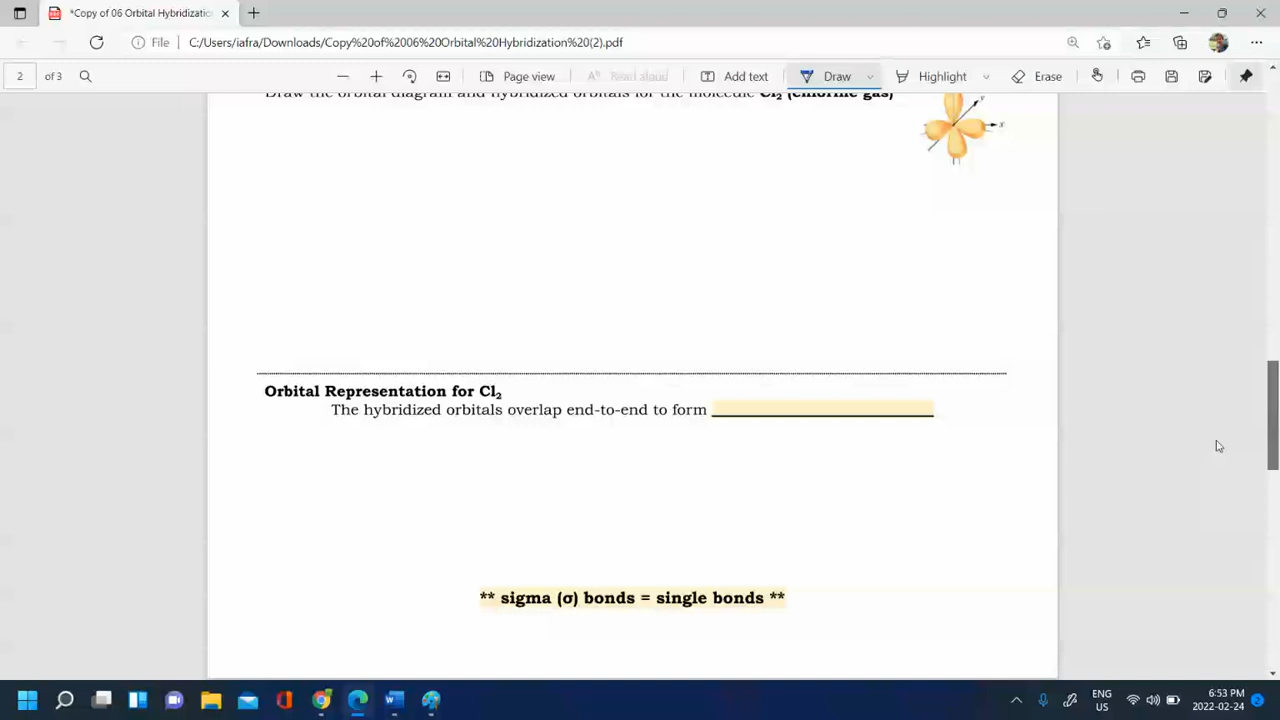 *Copy of 06 Orbital Hybridizatio
File C:/Users/iafra/Downloads/Copy%20of%2006%20Orbital%20Hybridization%20(2).pdf
2 of 3 Page view Read aloud Add text Draw Highlight Erase
Draw the orbital diagram and hybridized orbitals for the molecule Cl₂ (chlorine gas)
y
x
Orbital Representation for Cl₂
The hybridized orbitals overlap end-to-end to form
** sigma (σ) bonds = single bonds **
ENG
US
6:53 PM
2022-02-24